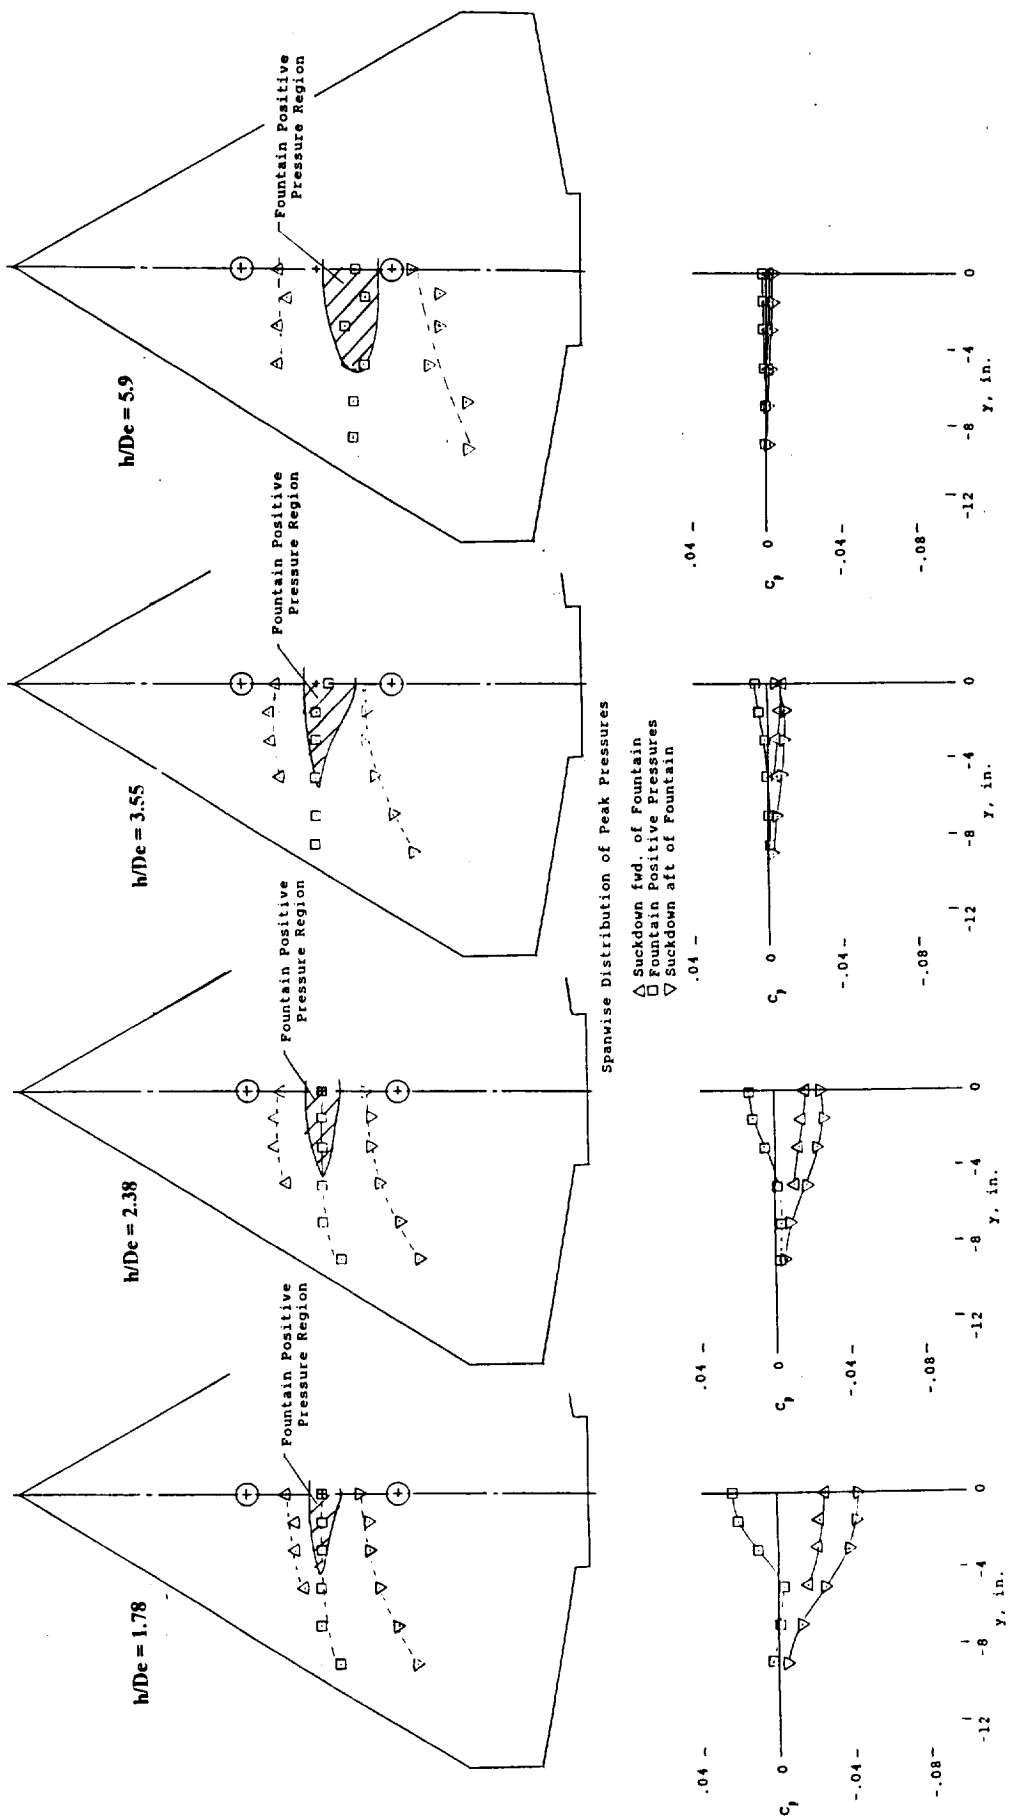 h/De = 1.78
Fountain Positive
Pressure Region
h/De = 2.38
Fountain Positive
Pressure Region
h/De = 3.55
Fountain Positive
Pressure Region
h/De = 5.9
Fountain Positive
Pressure Region
Spanwise Distribution of Peak Pressures
△ Suckdown fwd. of Fountain
□ Fountain Positive Pressures
▽ Suckdown aft of Fountain
.04
0
Cp
-.04
-.08
-12
-8
-4
0
y, in.
.04
0
Cp
-.04
-.08
-12
-8
-4
0
y, in.
.04
0
Cp
-.04
-.08
-12
-8
-4
0
y, in.
.04
0
Cp
-.04
-.08
-12
-8
-4
0
y, in.